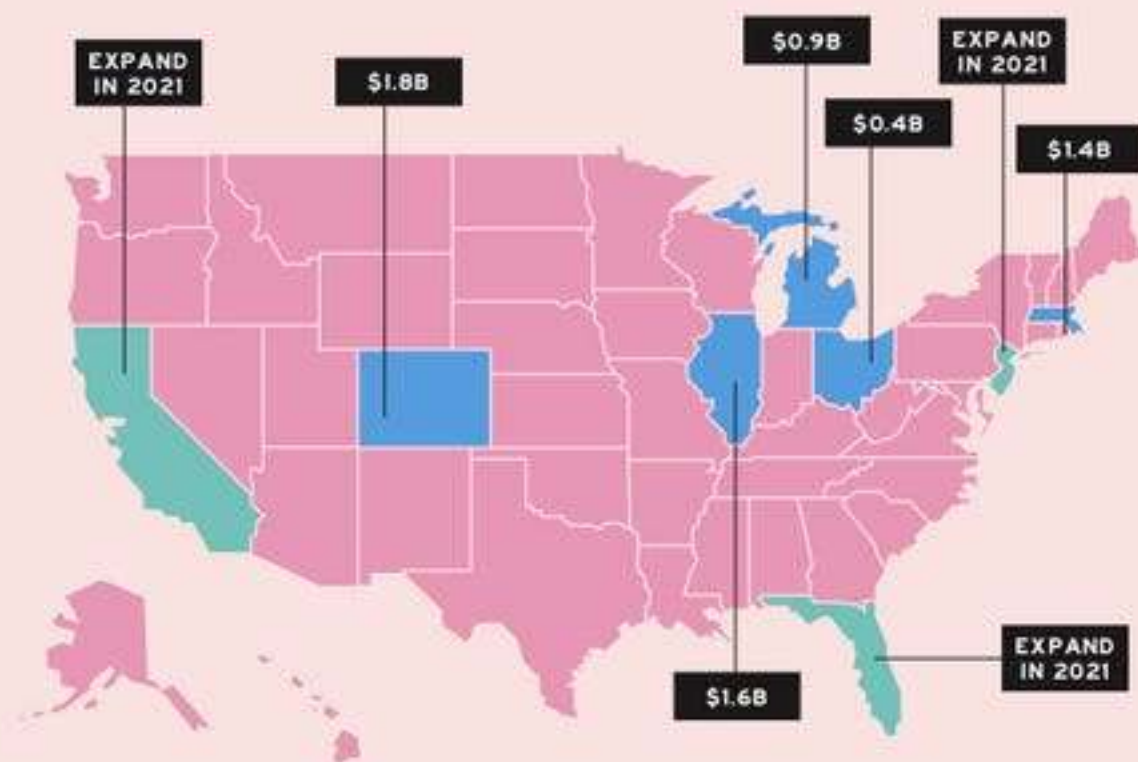 EXPAND
IN 2021
$1.8B
$0.9B
$0.4B
EXPAND
IN 2021
$1.4B
EXPAND
IN 2021
$1.6B